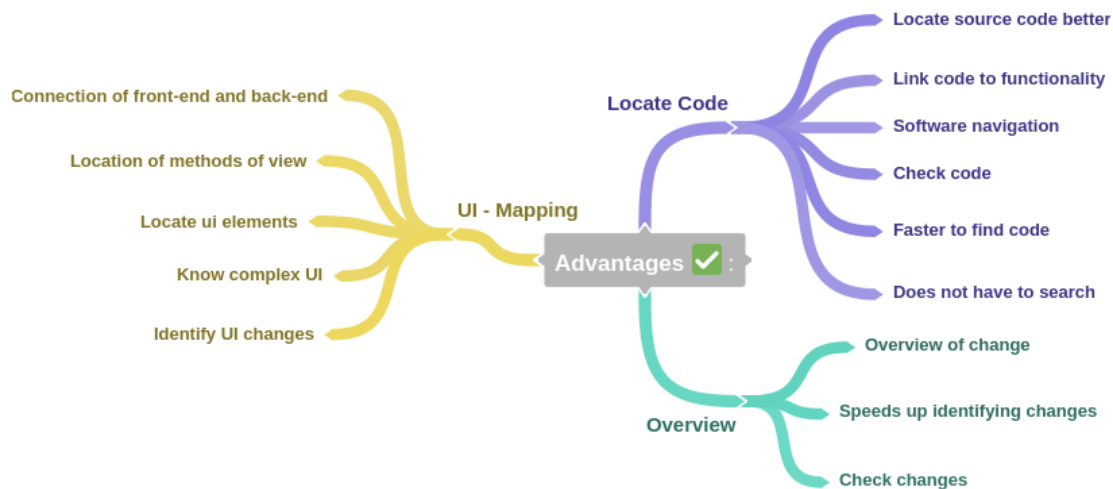 Advantages ✅ :
Locate Code
Locate source code better
Link code to functionality
Software navigation
Check code
Faster to find code
Does not have to search
Overview
Overview of change
Speeds up identifying changes
Check changes
UI - Mapping
Connection of front-end and back-end
Location of methods of view
Locate ui elements
Know complex UI
Identify UI changes